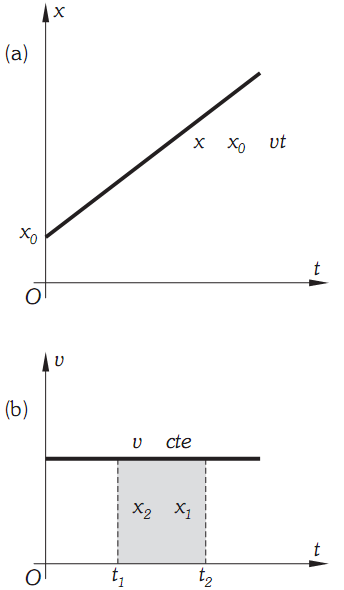 x
(a)
x x₀ vt
x₀
t
O
v
(b)
v cte
x₂ x₁
t
O t₁ t₂